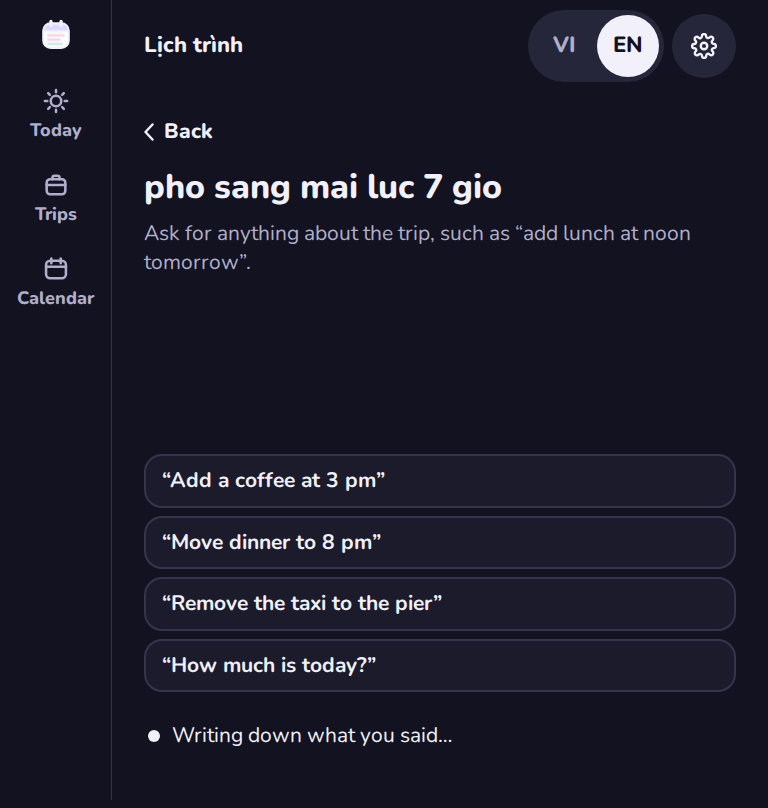 Lịch trình
VI
EN
Today
Trips
Calendar
Back
pho sang mai luc 7 gio
Ask for anything about the trip, such as “add lunch at noon
tomorrow”.
“Add a coffee at 3 pm”
“Move dinner to 8 pm”
“Remove the taxi to the pier”
“How much is today?”
Writing down what you said…